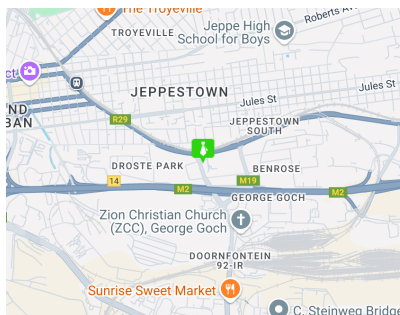 The Troyeville
Roberts Av
TROYEVILLE
Jeppe High
School for Boys
ct
JEPPESTOWN
Jules St
Jules St
ND
BAN
R29
JEPPESTOWN
SOUTH
DROSTE PARK
BENROSE
14
M2
M19
M2
GEORGE GOCH
Zion Christian Church
(ZCC), George Goch
DOORNFONTEIN
92-IR
Sunrise Sweet Market
C. Steinweg Bridge